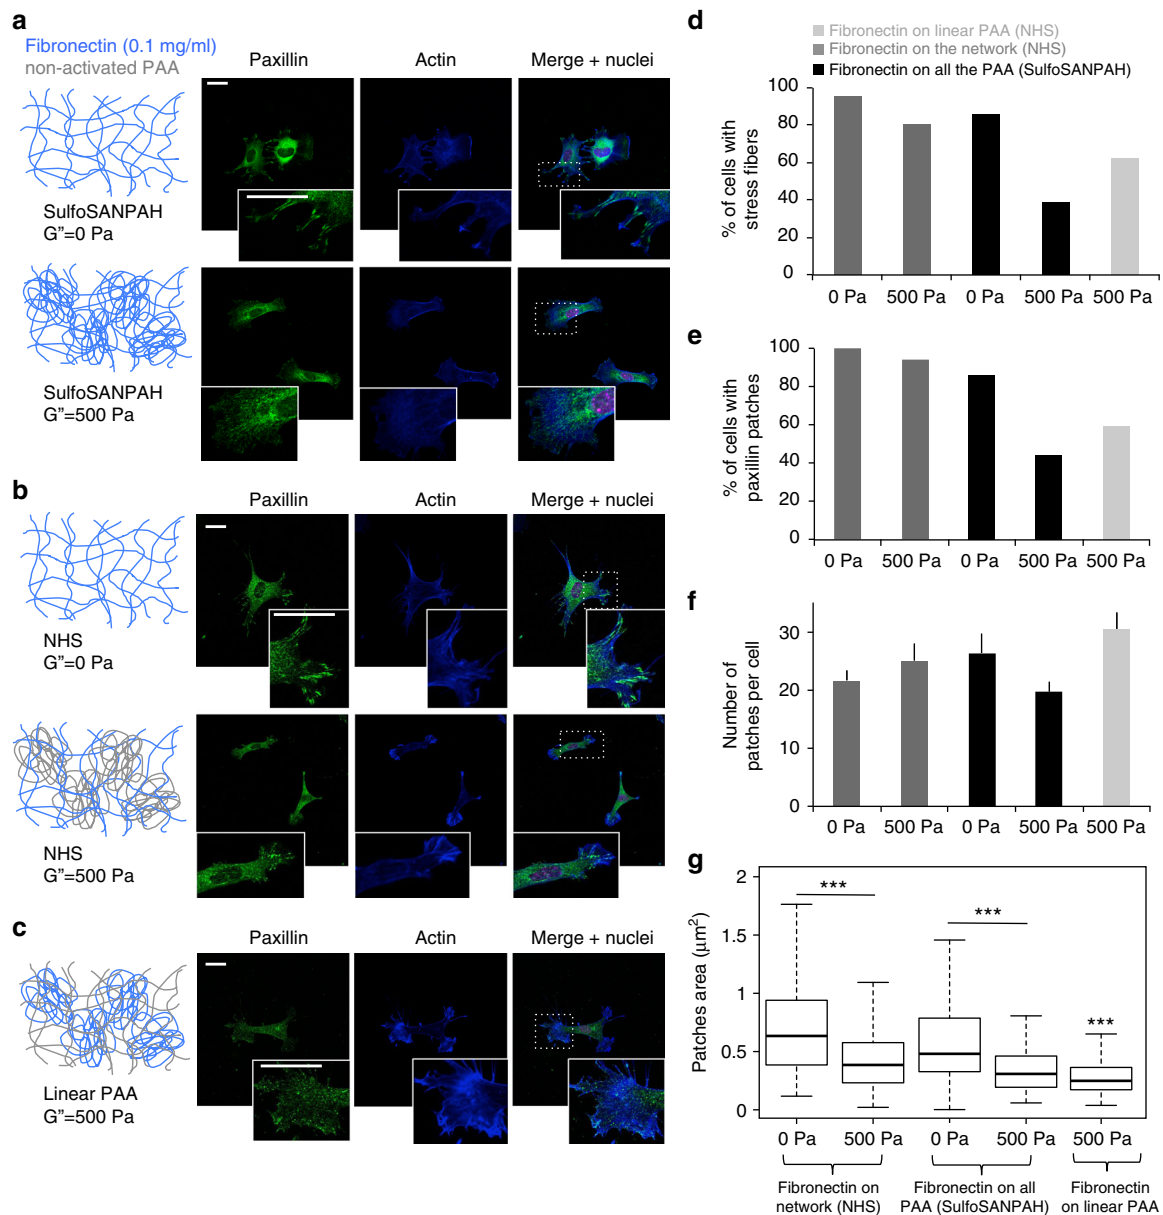 a
Fibronectin (0.1 mg/ml)
non-activated PAA
Paxillin
Actin
Merge + nuclei
SulfoSANPAH
G”=0 Pa
SulfoSANPAH
G”=500 Pa
b
Paxillin
Actin
Merge + nuclei
NHS
G”=0 Pa
NHS
G”=500 Pa
c
Paxillin
Actin
Merge + nuclei
Linear PAA
G”=500 Pa
d
Fibronectin on linear PAA (NHS)
Fibronectin on the network (NHS)
Fibronectin on all the PAA (SulfoSANPAH)
% of cells with
stress fibers
100
80
60
40
20
0
0 Pa 500 Pa 0 Pa 500 Pa 500 Pa
e
% of cells with
paxillin patches
100
80
60
40
20
0
0 Pa 500 Pa 0 Pa 500 Pa 500 Pa
f
Number of
patches per cell
30
20
10
0
0 Pa 500 Pa 0 Pa 500 Pa 500 Pa
g
Patches area (μm²)
2
1.5
1
0.5
0
***
***
***
0 Pa 500 Pa 0 Pa 500 Pa 500 Pa
Fibronectin on
network (NHS)
Fibronectin on all
PAA (SulfoSANPAH)
Fibronectin
on linear PAA